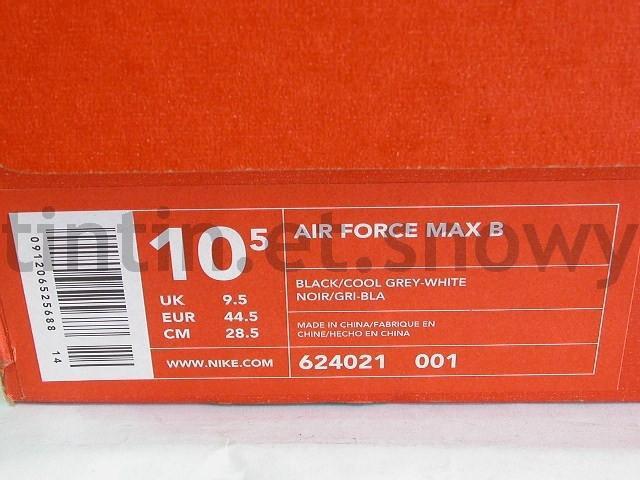 tintin.et.snowy
091206525688
14
10⁵
UK 9.5
EUR 44.5
CM 28.5
WWW.NIKE.COM
AIR FORCE MAX B
BLACK/COOL GREY-WHITE
NOIR/GRI-BLA
MADE IN CHINA/FABRIQUE EN
CHINE/HECHO EN CHINA
624021 001